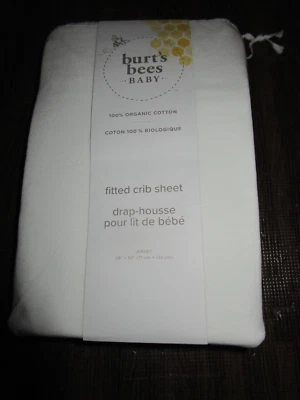 burt's
bees
BABY
100% ORGANIC COTTON
COTON 100% BIOLOGIQUE
fitted crib sheet
drap-housse
pour lit de bébé